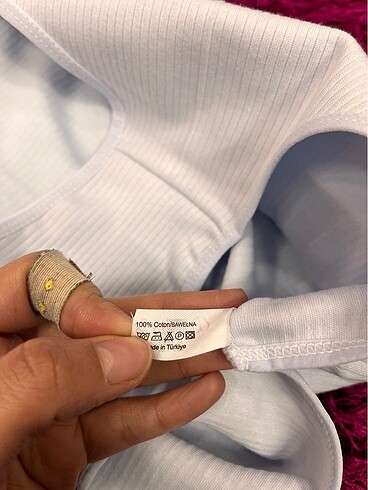 100% Coton/BAWEŁNA
de in Türkiye